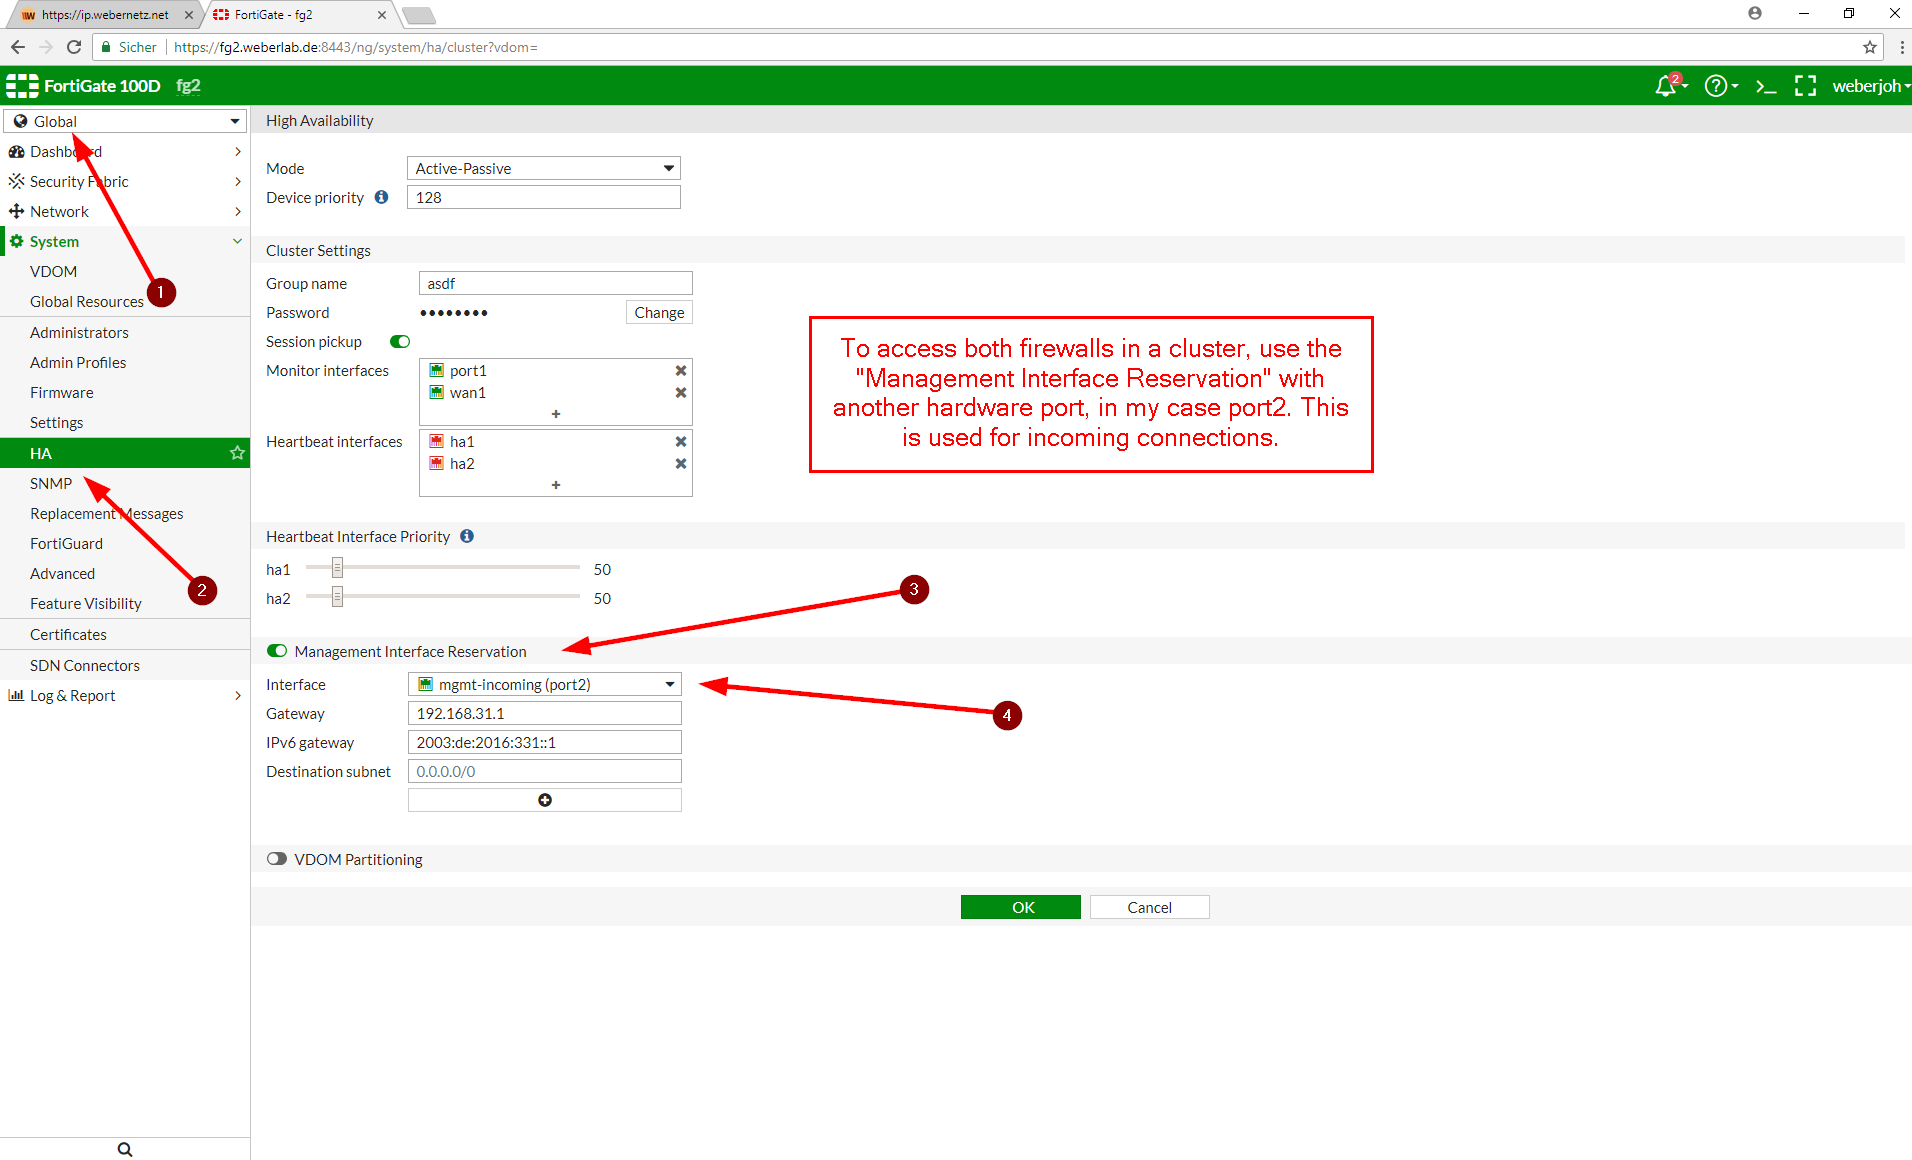 https://ip.webernetz.net
FortiGate - fg2
Sicher
https://fg2.weberlab.de:8443/ng/system/ha/cluster?vdom=
FortiGate 100D
fg2
2
weberjoh
Global
Dashboard
Security Fabric
Network
System
VDOM
Global Resources
1
Administrators
Admin Profiles
Firmware
Settings
HA
SNMP
Replacement Messages
FortiGuard
Advanced
2
Feature Visibility
Certificates
SDN Connectors
Log & Report
High Availability
Mode
Active-Passive
Device priority
128
Cluster Settings
Group name
asdf
Password
••••••••
Change
Session pickup
Monitor interfaces
port1
wan1
+
Heartbeat interfaces
ha1
ha2
+
To access both firewalls in a cluster, use the
"Management Interface Reservation" with
another hardware port, in my case port2. This
is used for incoming connections.
Heartbeat Interface Priority
ha1
50
ha2
50
3
Management Interface Reservation
Interface
mgmt-incoming (port2)
4
Gateway
192.168.31.1
IPv6 gateway
2003:de:2016:331::1
Destination subnet
0.0.0.0/0
VDOM Partitioning
OK
Cancel